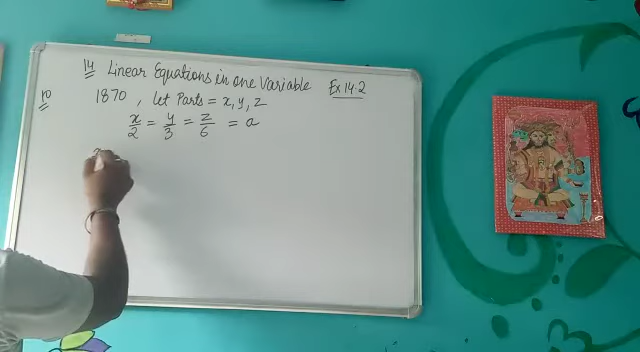 14 Linear Equations in one Variable Ex 14.2
10 1870, let Parts = x, y, z
x/2 = y/3 = z/6 = a